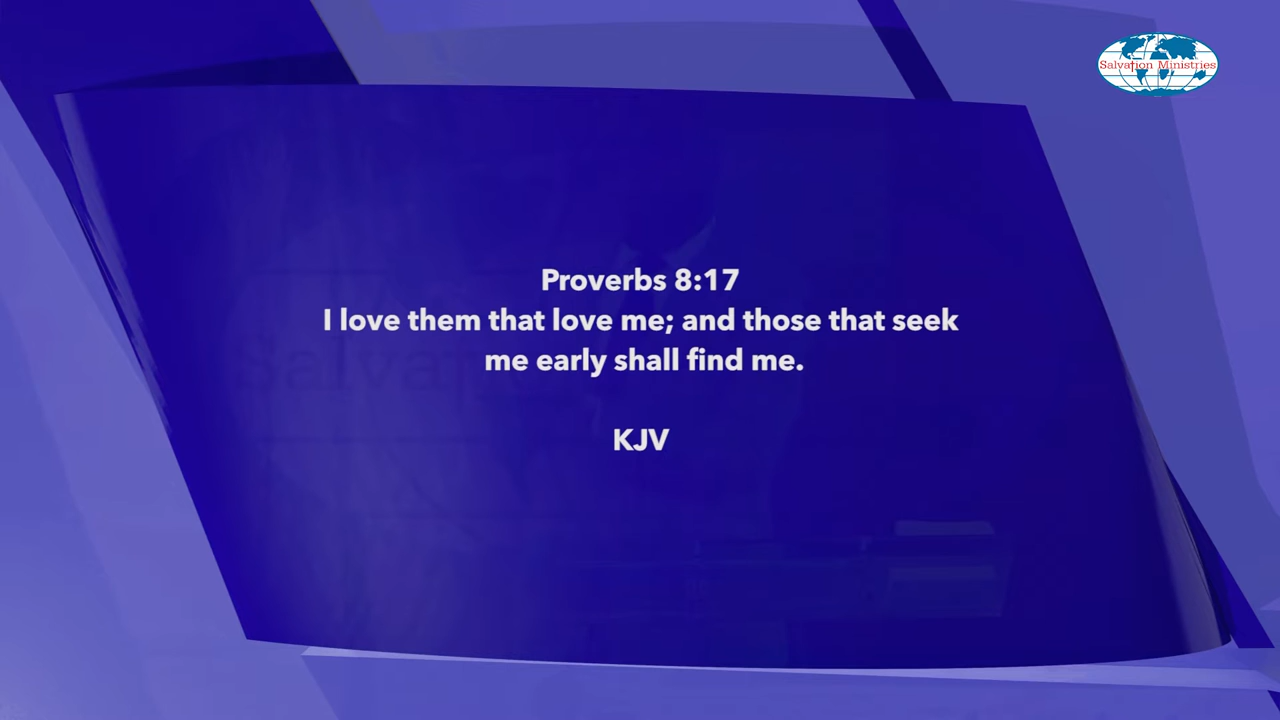 Salvation Ministries
Proverbs 8:17
I love them that love me; and those that seek
me early shall find me.
KJV